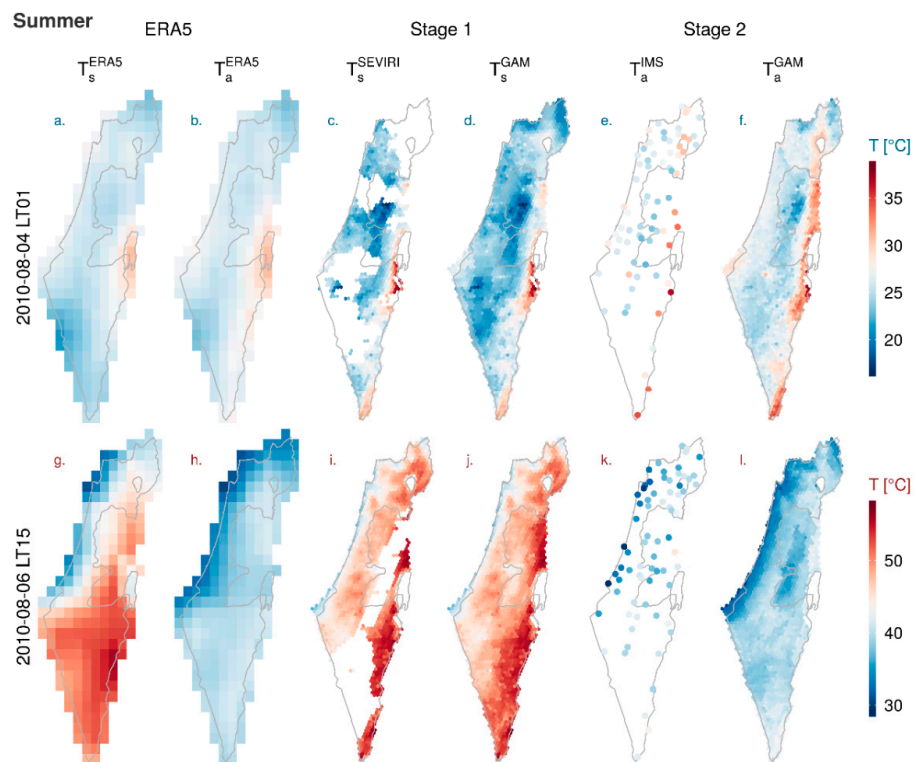 Summer
ERA5 Stage 1 Stage 2
T_s^ERA5 T_a^ERA5 T_s^SEVIRI T_s^GAM T_a^IMS T_a^GAM
a. b. c. d. e. f.
2010-08-04 LT01
T [°C]
35
30
25
20
g. h. i. j. k. l.
2010-08-06 LT15
T [°C]
50
40
30